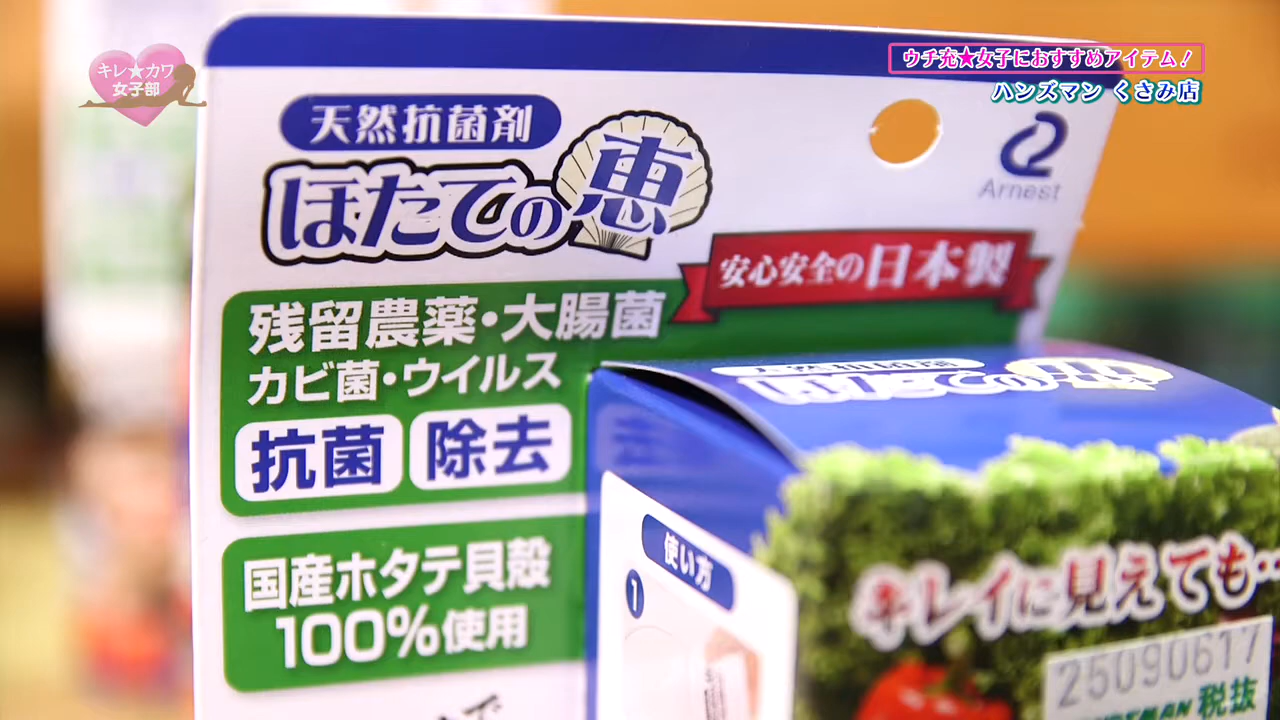 キレ★カワ
女子部
ウチ充★女子におすすめアイテム！
ハンズマン くさみ店
天然抗菌剤
ほたての恵
Arnest
安心安全の日本製
残留農薬・大腸菌
カビ菌・ウイルス
抗菌 除去
国産ホタテ貝殻
100%使用
ほたての恵
使い方
1
キレイに見えても…
25090617
税抜